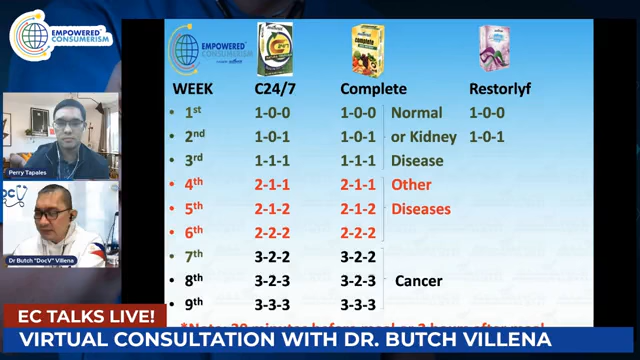 EMPOWERED
CONSUMERISM
EMPOWERED
CONSUMERISM
WEEK C24/7 Complete Restorlyf
1st 1-0-0 1-0-0 Normal 1-0-0
2nd 1-0-1 1-0-1 or Kidney 1-0-1
3rd 1-1-1 1-1-1 Disease
4th 2-1-1 2-1-1 Other
5th 2-1-2 2-1-2 Diseases
6th 2-2-2 2-2-2
7th 3-2-2 3-2-2
8th 3-2-3 3-2-3 Cancer
9th 3-3-3 3-3-3
Perry Tapales
Dr Butch "DocV" Villena
EC TALKS LIVE!
VIRTUAL CONSULTATION WITH DR. BUTCH VILLENA